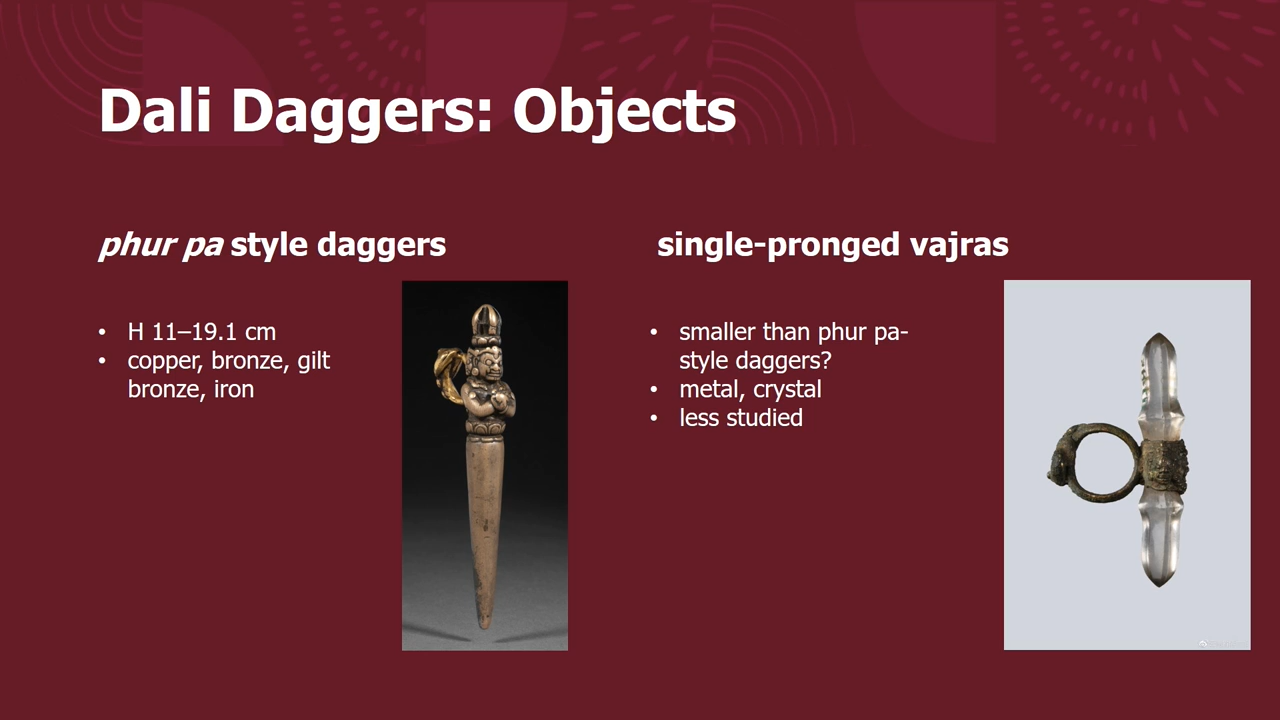 Dali Daggers: Objects
phur pa style daggers
• H 11–19.1 cm
• copper, bronze, gilt
bronze, iron
single-pronged vajras
• smaller than phur pa-
style daggers?
• metal, crystal
• less studied